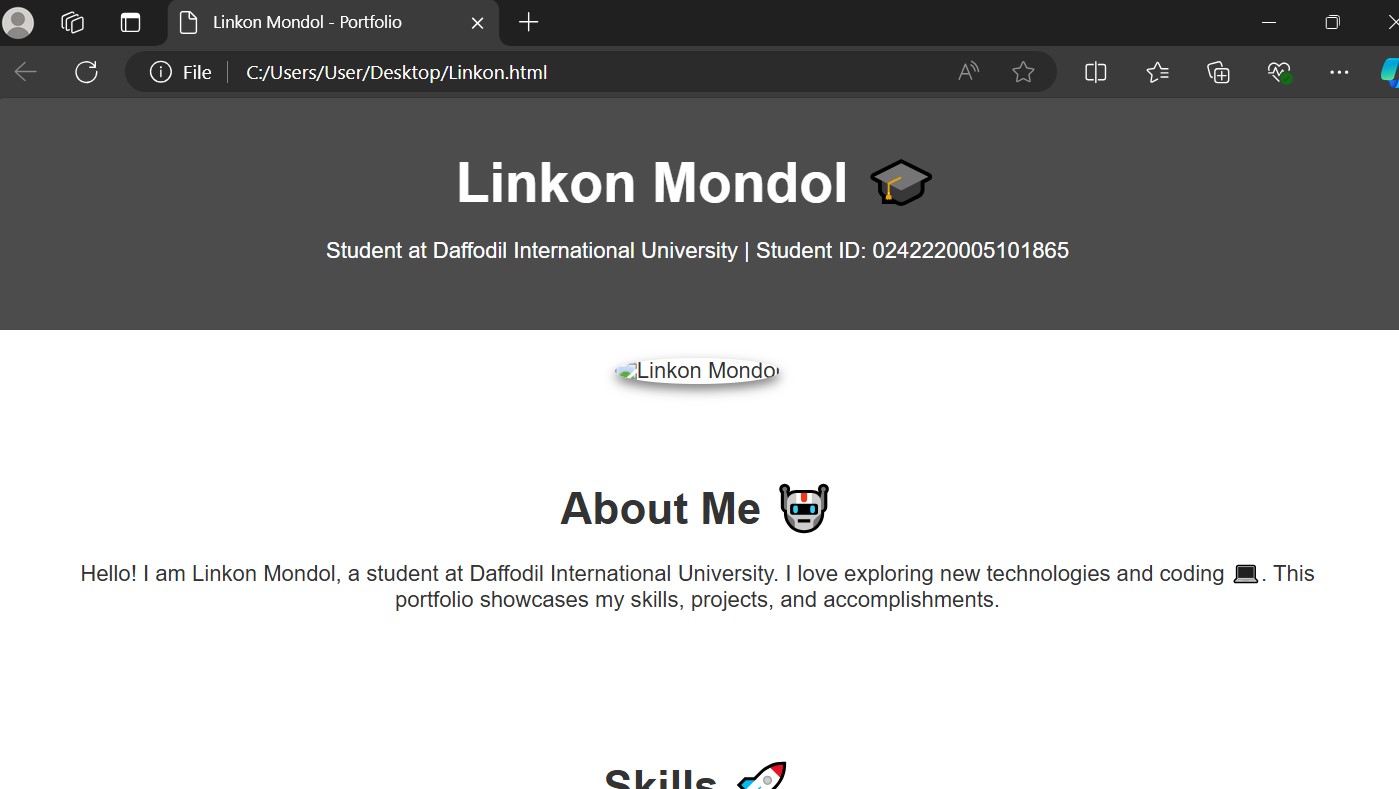 Linkon Mondol - Portfolio
File C:/Users/User/Desktop/Linkon.html
Linkon Mondol 🎓
Student at Daffodil International University | Student ID: 0242220005101865
Linkon Mondol
About Me 🤖
Hello! I am Linkon Mondol, a student at Daffodil International University. I love exploring new technologies and coding 💻. This
portfolio showcases my skills, projects, and accomplishments.
Skills 🚀